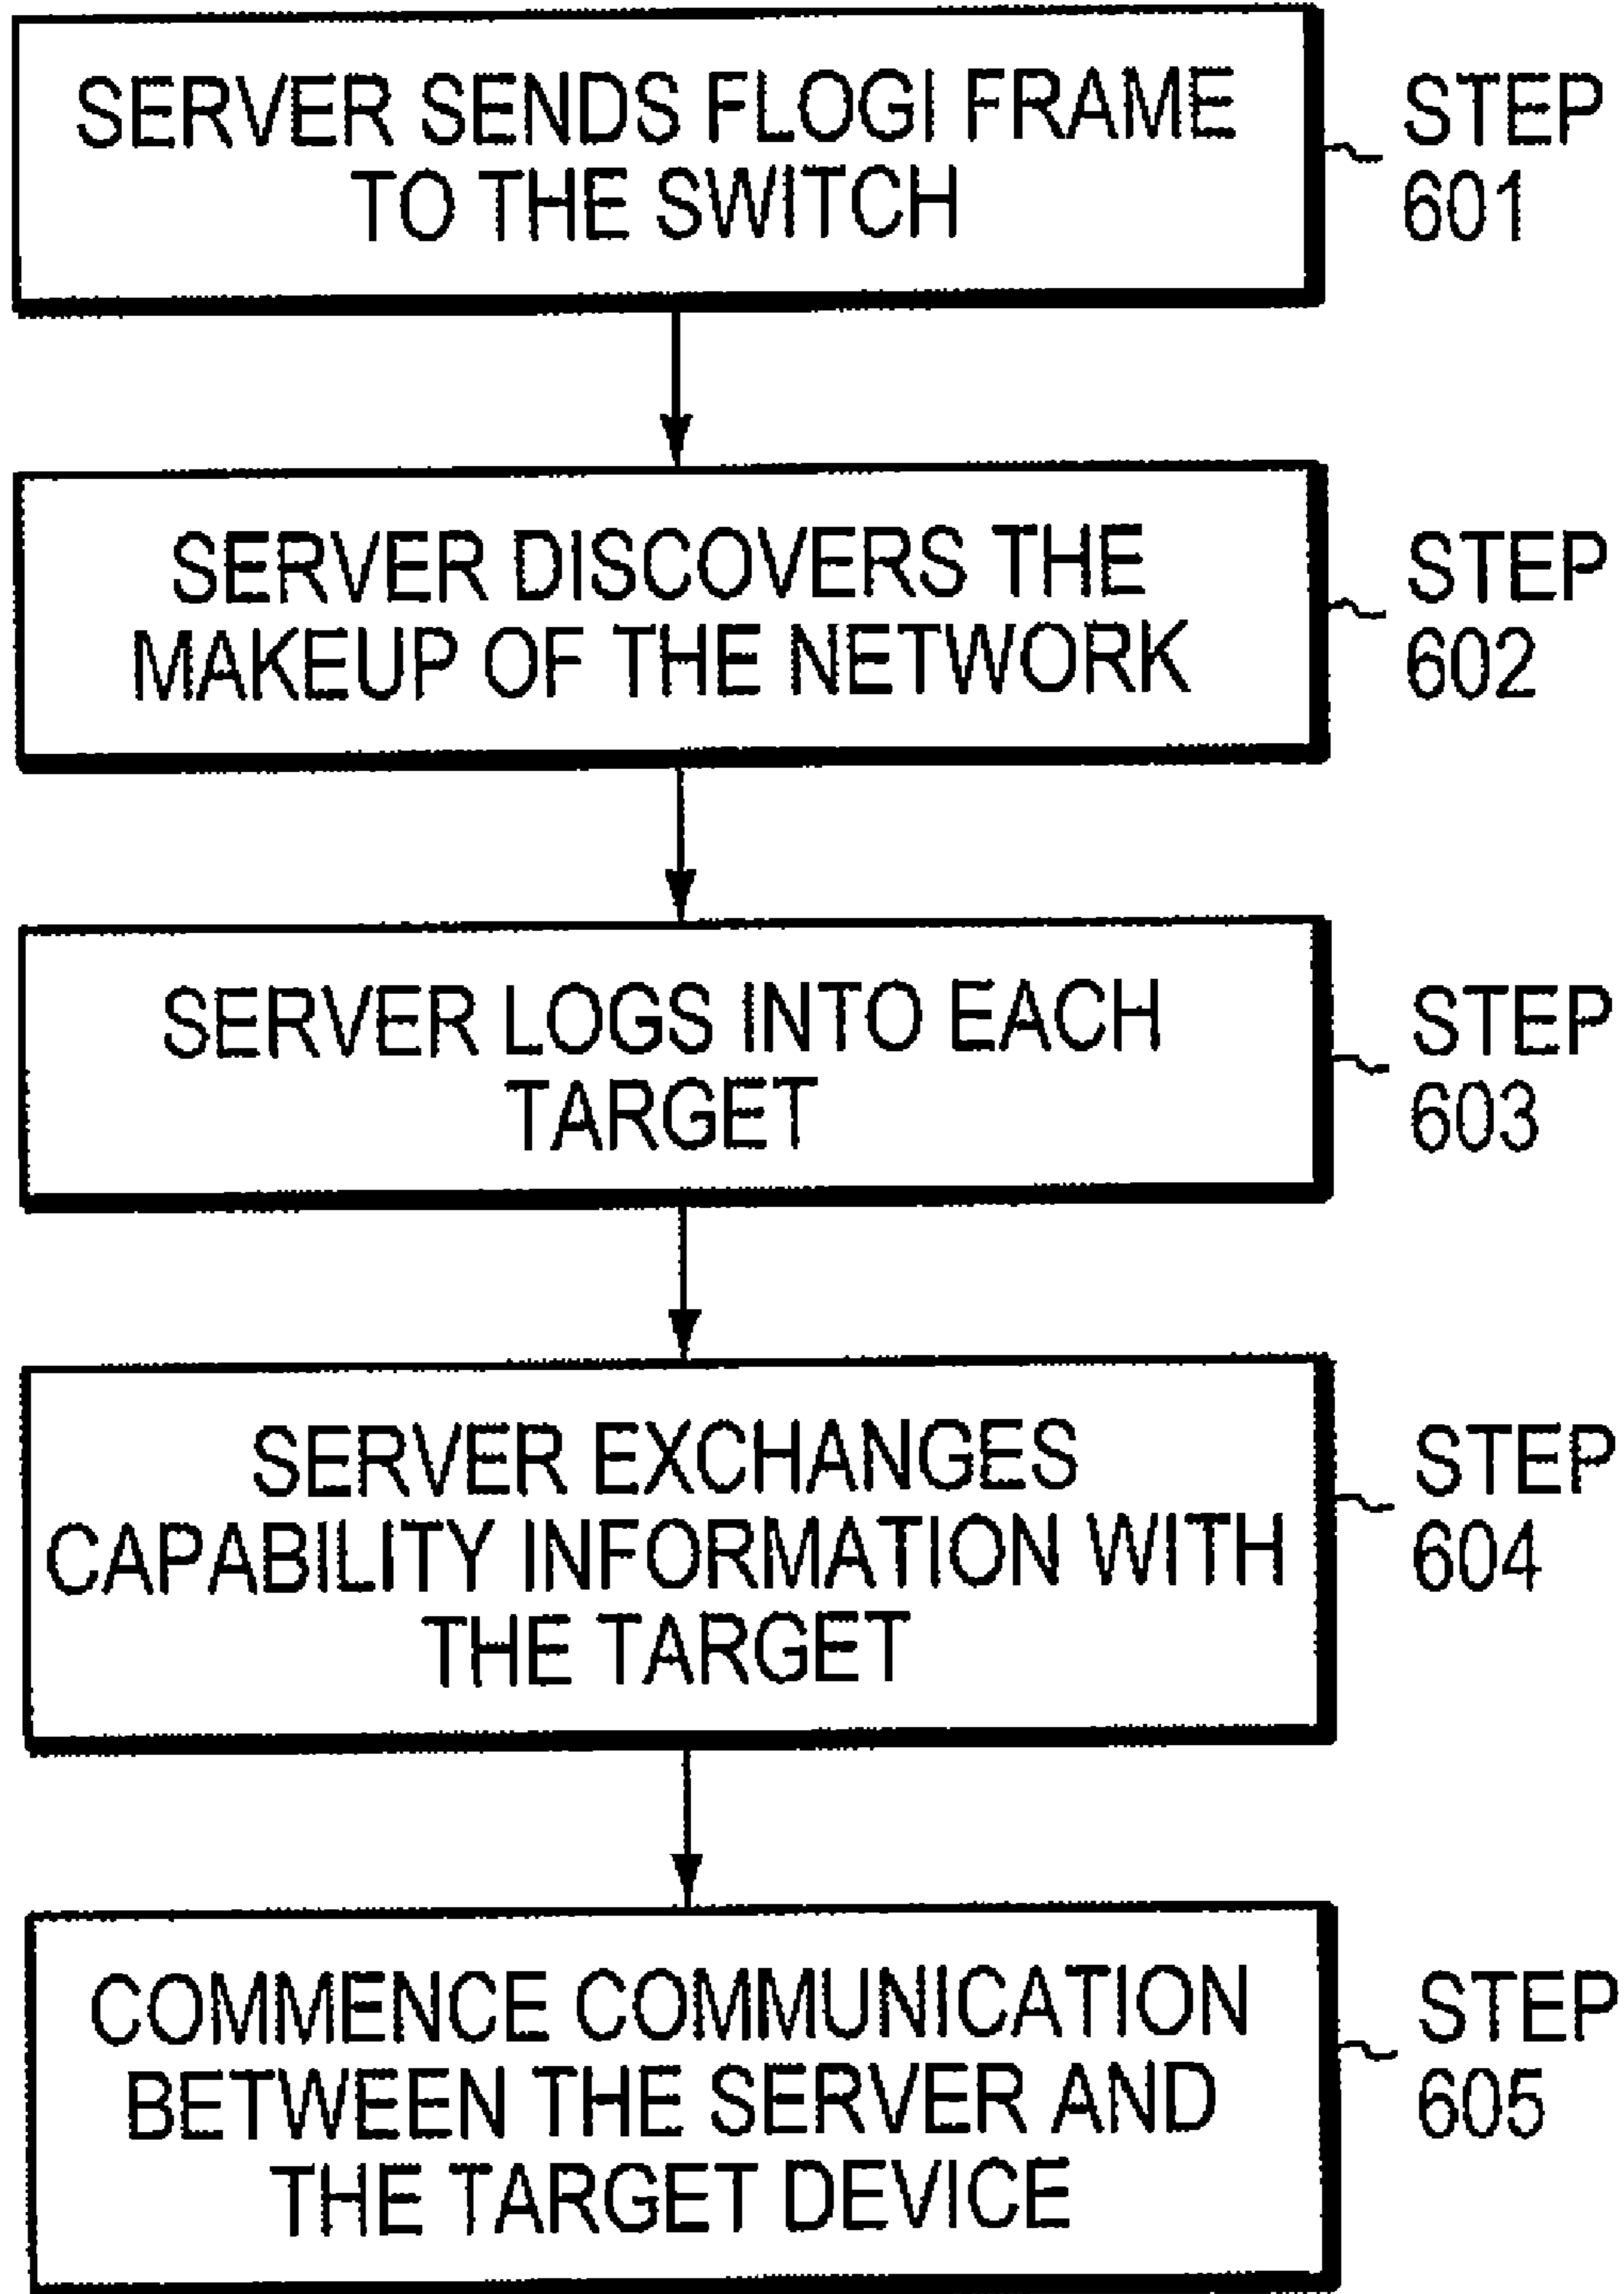 SERVER SENDS FLOGI FRAME
TO THE SWITCH
STEP
601
SERVER DISCOVERS THE
MAKEUP OF THE NETWORK
STEP
602
SERVER LOGS INTO EACH
TARGET
STEP
603
SERVER EXCHANGES
CAPABILITY INFORMATION WITH
THE TARGET
STEP
604
COMMENCE COMMUNICATION
BETWEEN THE SERVER AND
THE TARGET DEVICE
STEP
605